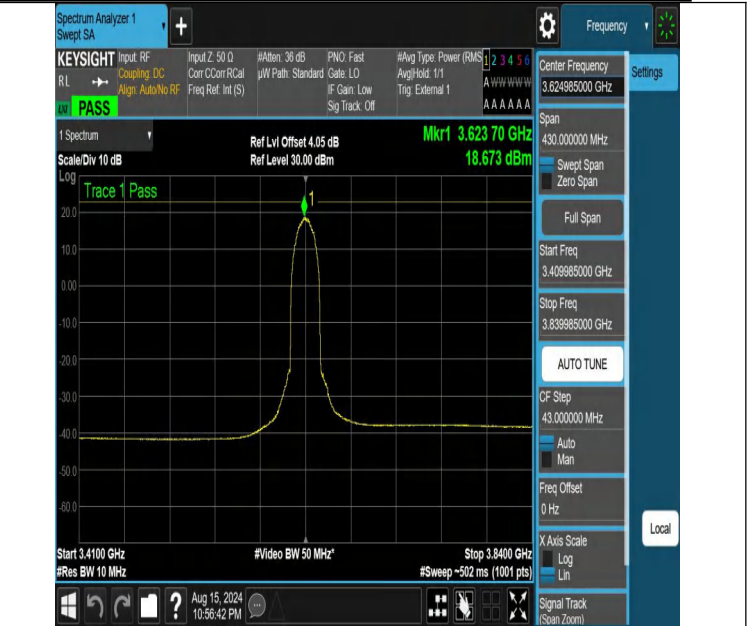 Spectrum Analyzer 1
Swept SA
+
Frequency
KEYSIGHT
RL
LXI
PASS
Input: RF
Coupling: DC
Align: Auto/No RF
Input Z: 50 Ω
Corr CCorr RCal
Freq Ref: Int (S)
#Atten: 36 dB
µW Path: Standard
PNO: Fast
Gate: LO
IF Gain: Low
Sig Track: Off
#Avg Type: Power (RMS
Avg|Hold: 1/1
Trig: External 1
1 2 3 4 5 6
A W W W W W
A A A A A A
1 Spectrum
Scale/Div 10 dB
Ref Lvl Offset 4.05 dB
Ref Level 30.00 dBm
Mkr1 3.623 70 GHz
18.673 dBm
Log
Trace 1 Pass
1
20.0
10.0
0.00
-10.0
-20.0
-30.0
-40.0
-50.0
-60.0
Start 3.4100 GHz
#Res BW 10 MHz
#Video BW 50 MHz*
Stop 3.8400 GHz
#Sweep ~502 ms (1001 pts)
Center Frequency
3.624985000 GHz
Settings
Span
430.000000 MHz
Swept Span
Zero Span
Full Span
Start Freq
3.409985000 GHz
Stop Freq
3.839985000 GHz
AUTO TUNE
CF Step
43.000000 MHz
Auto
Man
Freq Offset
0 Hz
X Axis Scale
Log
Lin
Local
Signal Track
(Span Zoom)
?
Aug 15, 2024
10:56:42 PM